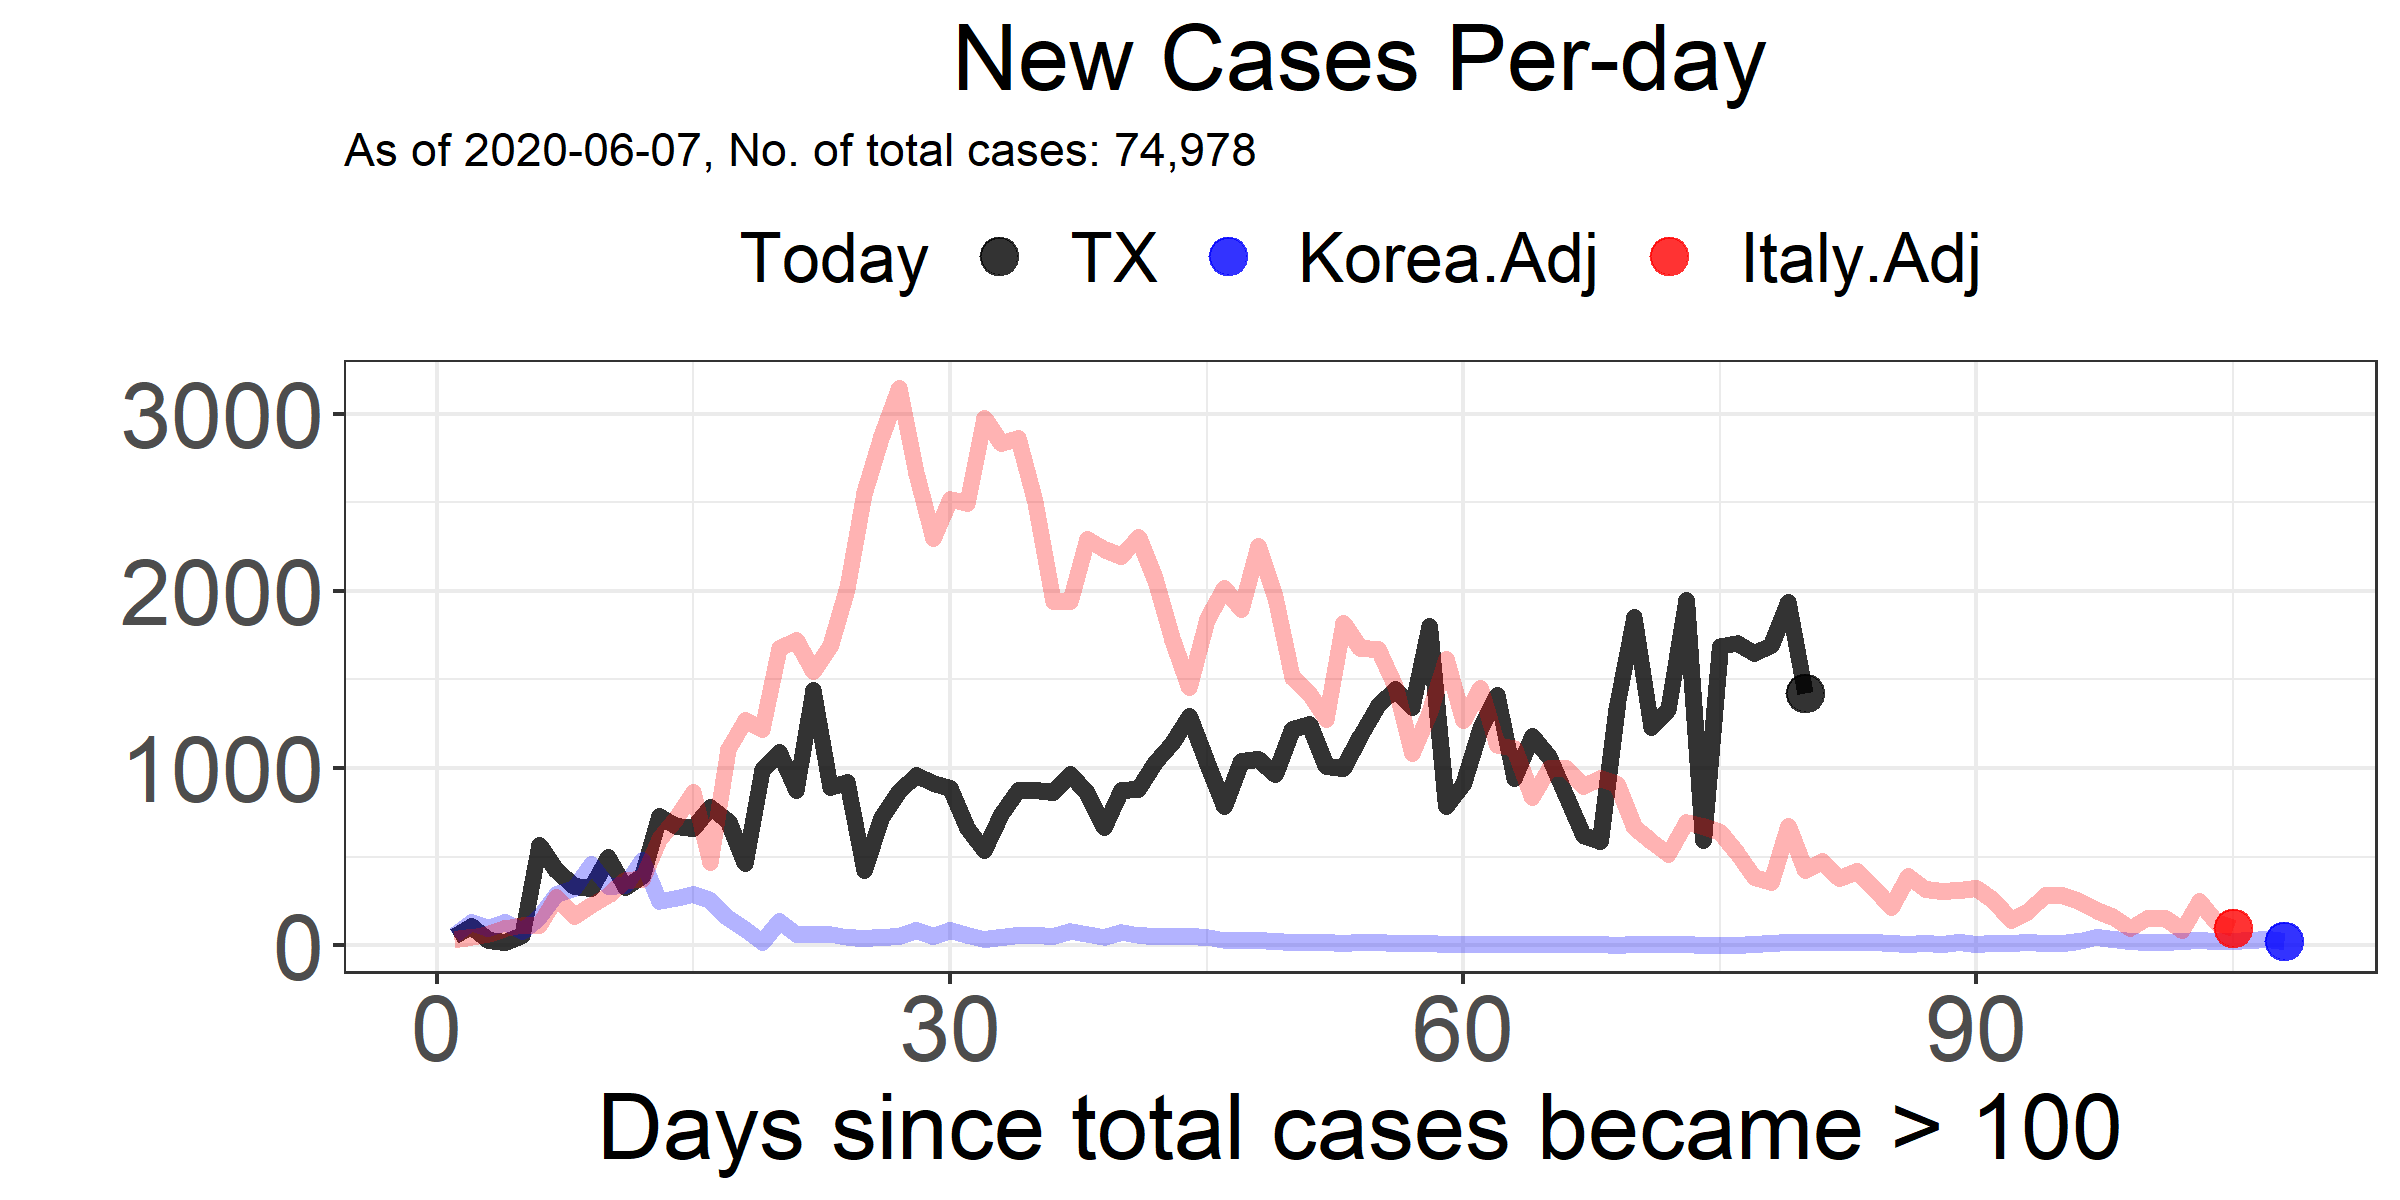 New Cases Per-day
As of 2020-06-07, No. of total cases: 74,978
Today TX Korea.Adj Italy.Adj
3000
2000
1000
0
0 30 60 90
Days since total cases became > 100